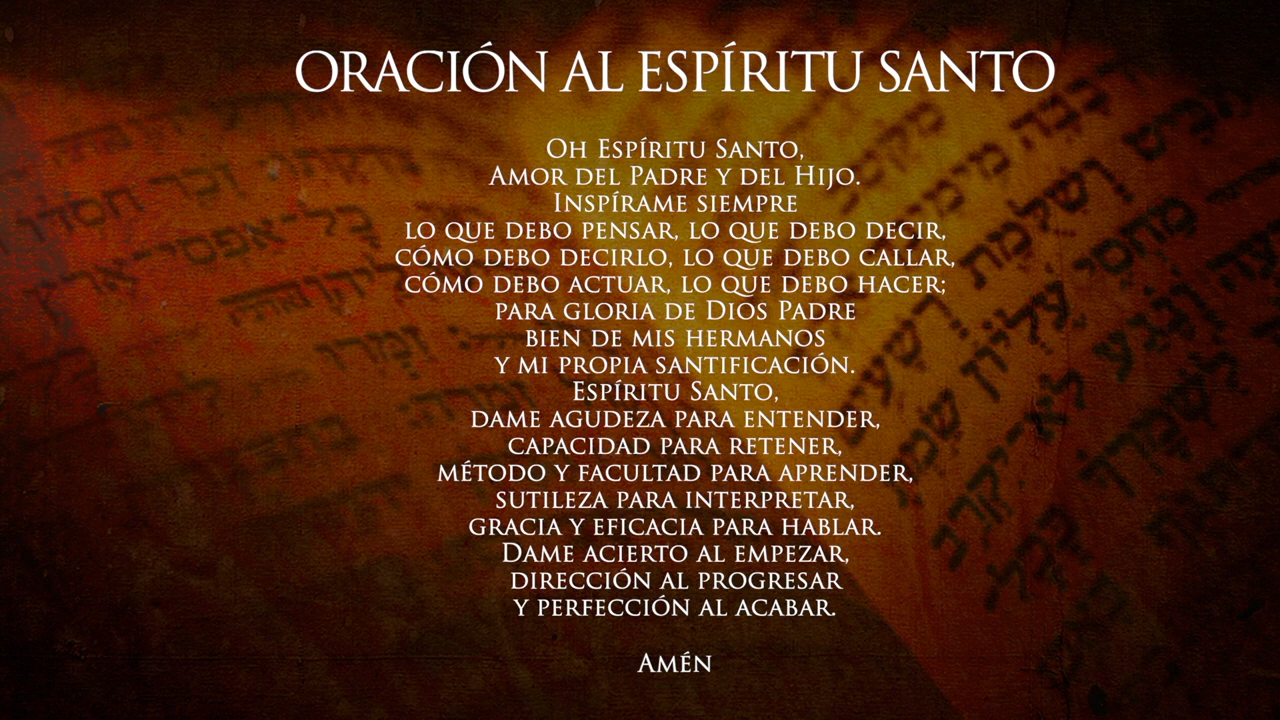 ORACIÓN AL ESPÍRITU SANTO
Oh Espíritu Santo,
Amor del Padre y del Hijo.
Inspírame siempre
lo que debo pensar, lo que debo decir,
cómo debo decirlo, lo que debo callar,
cómo debo actuar, lo que debo hacer;
para gloria de Dios Padre
bien de mis hermanos
y mi propia santificación.
Espíritu Santo,
dame agudeza para entender,
capacidad para retener,
método y facultad para aprender,
sutileza para interpretar,
gracia y eficacia para hablar.
Dame acierto al empezar,
dirección al progresar
y perfección al acabar.
Amén
כל־אפסי־ארץ